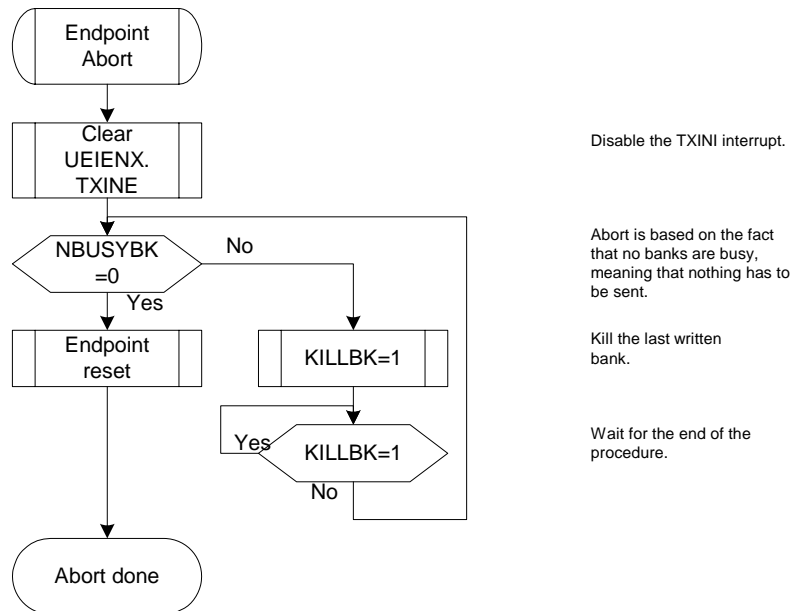 Endpoint
Abort
Clear
UEIENX.
TXINE
Disable the TXINI interrupt.
NBUSYBK
=0
No
Yes
Abort is based on the fact
that no banks are busy,
meaning that nothing has to
be sent.
Endpoint
reset
KILLBK=1
Kill the last written
bank.
Yes
KILLBK=1
No
Wait for the end of the
procedure.
Abort done